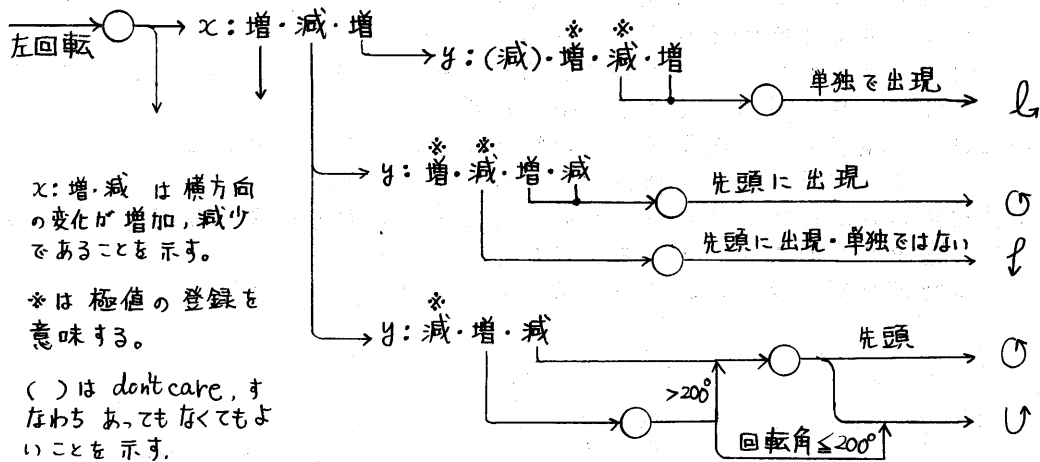 左回転
x:増・減・増
※ ※
y:(減)・増・減・増
単独で出現
※ ※
y:増・減・増・減
先頭に出現
先頭に出現・単独ではない
※
y:減・増・減
先頭
>200°
回転角≦200°
x:増・減 は横方向
の変化が増加,減少
であることを示す。
※は極値の登録を
意味する。
( )は don't care, す
なわち あってもなくてもよ
いことを示す.